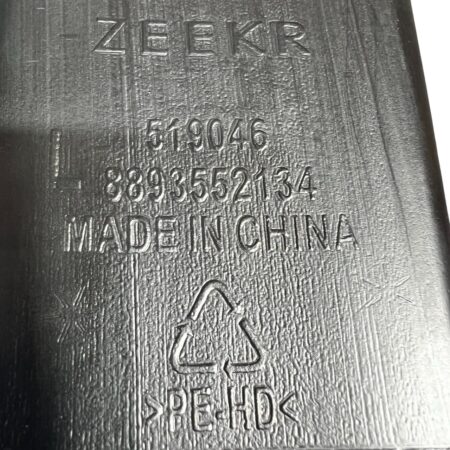 ZEEKR
519046
8893552134
MADE IN CHINA
>PE-HD<